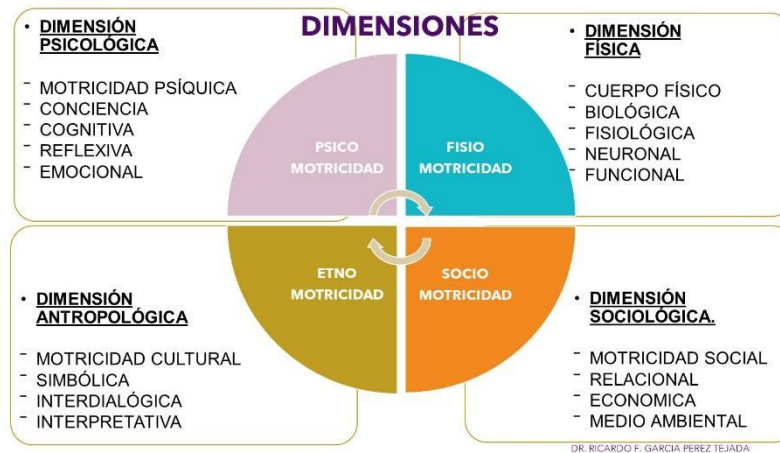 DIMENSIONES
• DIMENSIÓN
PSICOLÓGICA
- MOTRICIDAD PSÍQUICA
- CONCIENCIA
- COGNITIVA
- REFLEXIVA
- EMOCIONAL
• DIMENSIÓN
FÍSICA
- CUERPO FÍSICO
- BIOLÓGICA
- FISIOLÓGICA
- NEURONAL
- FUNCIONAL
PSICO
MOTRICIDAD
FISIO
MOTRICIDAD
ETNO
MOTRICIDAD
SOCIO
MOTRICIDAD
• DIMENSIÓN
ANTROPOLÓGICA
- MOTRICIDAD CULTURAL
- SIMBÓLICA
- INTERDIALÓGICA
- INTERPRETATIVA
• DIMENSIÓN
SOCIOLÓGICA.
- MOTRICIDAD SOCIAL
- RELACIONAL
- ECONOMICA
- MEDIO AMBIENTAL
DR. RICARDO F. GARCIA PEREZ TEJADA